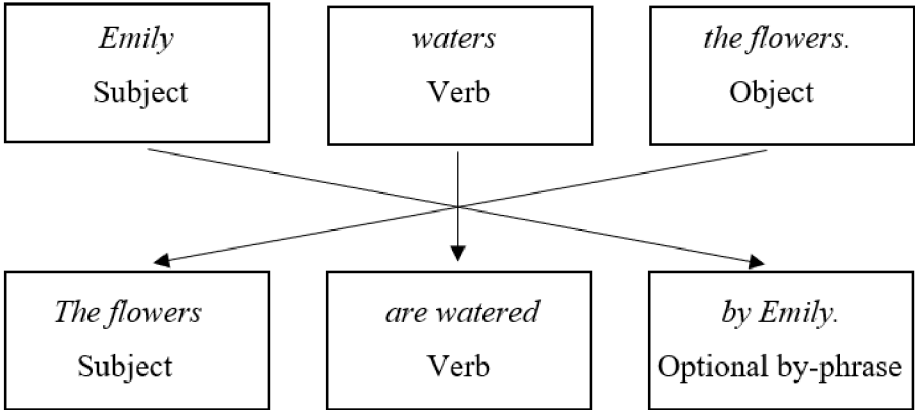 Emily
Subject
waters
Verb
the flowers.
Object
The flowers
Subject
are watered
Verb
by Emily.
Optional by-phrase